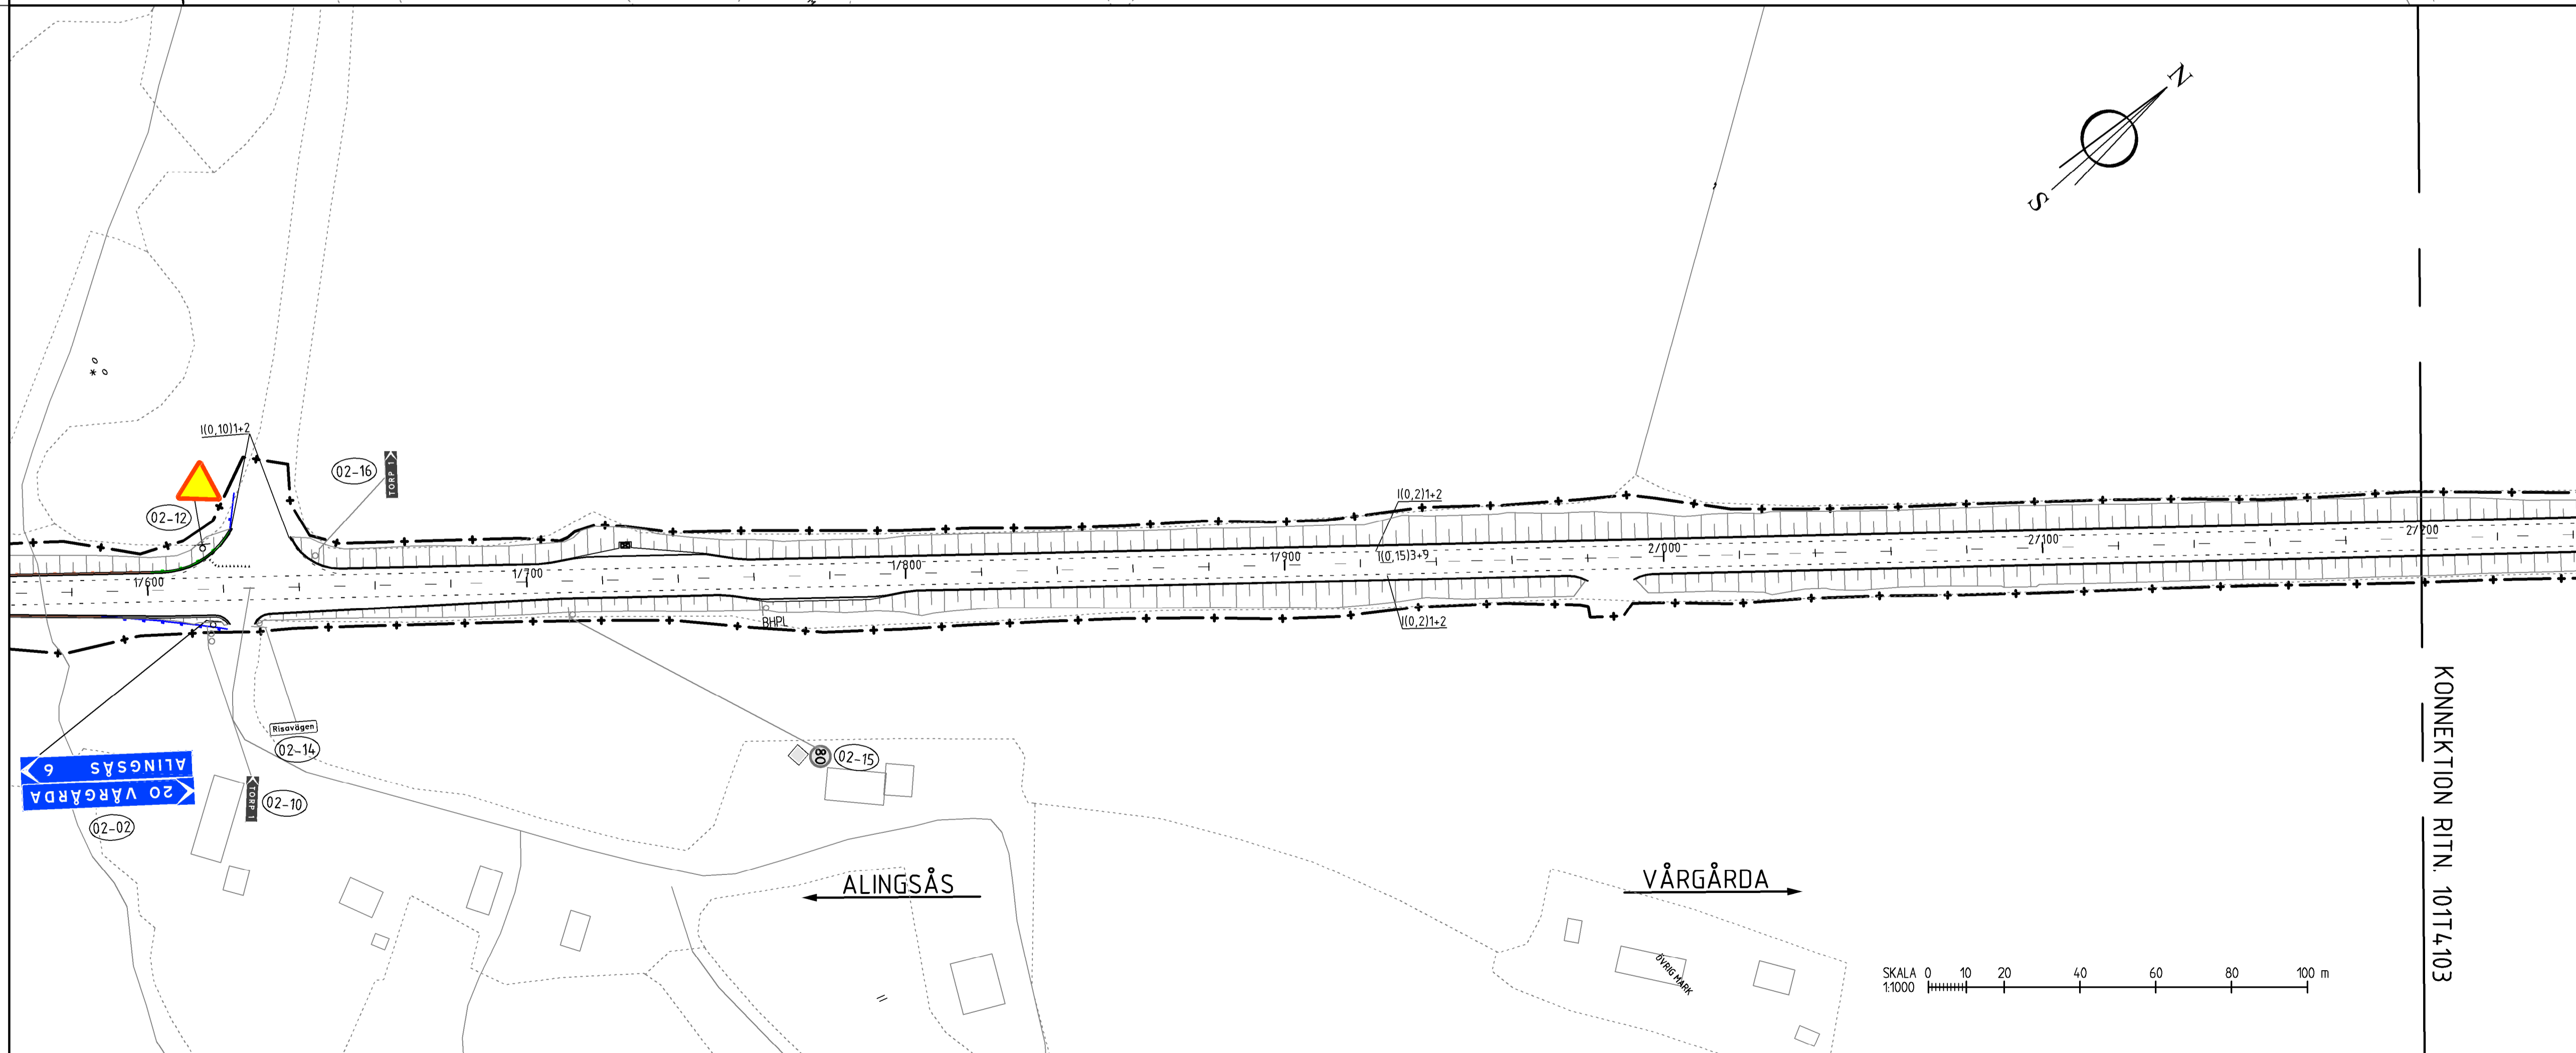 N
S
I(0,10)1+2
02-16
TORP 1
02-12
I(0,2)1+2
I(0,15)3+9
1/600
1/700
1/800
1/900
2/000
2/100
2/200
BHPL
I(0,2)1+2
Risavägen
02-14
80
02-15
ALINGSÅS 6
20 VÅRGÅRDA
TORP 1
02-10
02-02
ALINGSÅS
VÅRGÅRDA
ÖVRIG MARK
SKALA 0 10 20 40 60 80 100 m
1:1000
KONNEKTION RITN. 101T4103